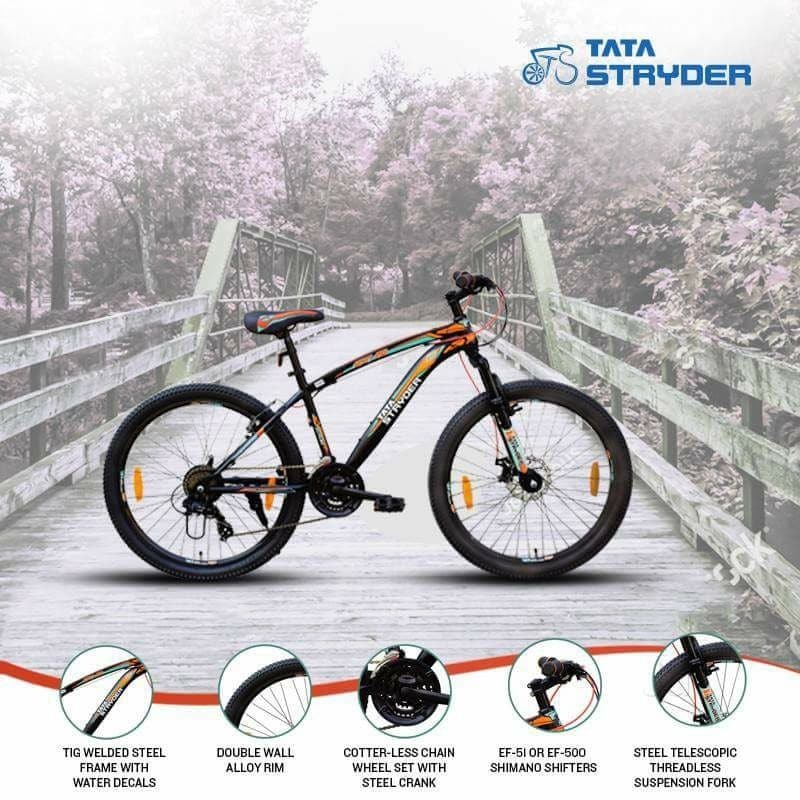 TATA
STRYDER
TATA
STRYDER
TIG WELDED STEEL
FRAME WITH
WATER DECALS
DOUBLE WALL
ALLOY RIM
COTTER-LESS CHAIN
WHEEL SET WITH
STEEL CRANK
EF-51 OR EF-500
SHIMANO SHIFTERS
STEEL TELESCOPIC
THREADLESS
SUSPENSION FORK